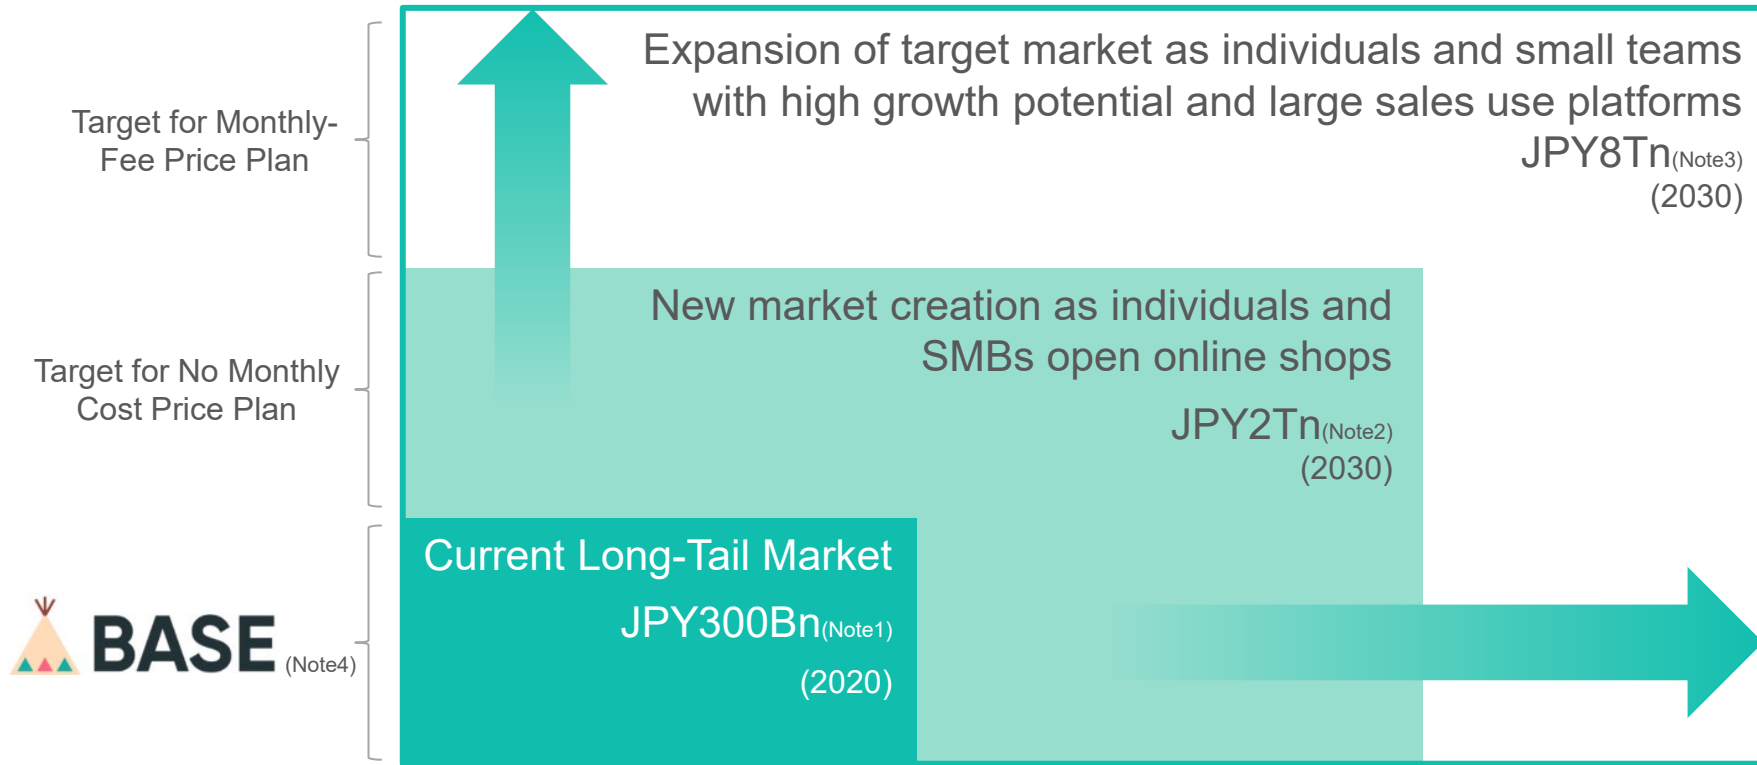 Expansion of target market as individuals and small teams
with high growth potential and large sales use platforms
JPY8Tn(Note3)
(2030)
Target for Monthly-
Fee Price Plan
New market creation as individuals and
SMBs open online shops
JPY2Tn(Note2)
(2030)
Target for No Monthly
Cost Price Plan
Current Long-Tail Market
JPY300Bn(Note1)
(2020)
BASE (Note4)